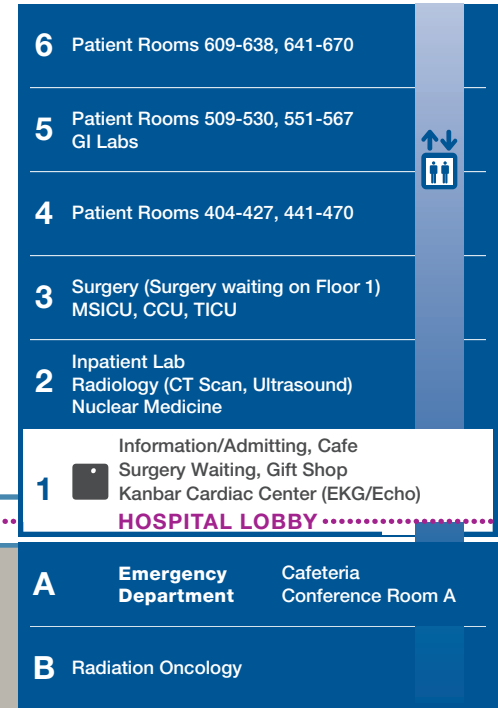 6 Patient Rooms 609-638, 641-670
5 Patient Rooms 509-530, 551-567
GI Labs
4 Patient Rooms 404-427, 441-470
3 Surgery (Surgery waiting on Floor 1)
MSICU, CCU, TICU
2 Inpatient Lab
Radiology (CT Scan, Ultrasound)
Nuclear Medicine
1 Information/Admitting, Cafe
Surgery Waiting, Gift Shop
Kanbar Cardiac Center (EKG/Echo)
HOSPITAL LOBBY
A Emergency Department
Cafeteria
Conference Room A
B Radiation Oncology